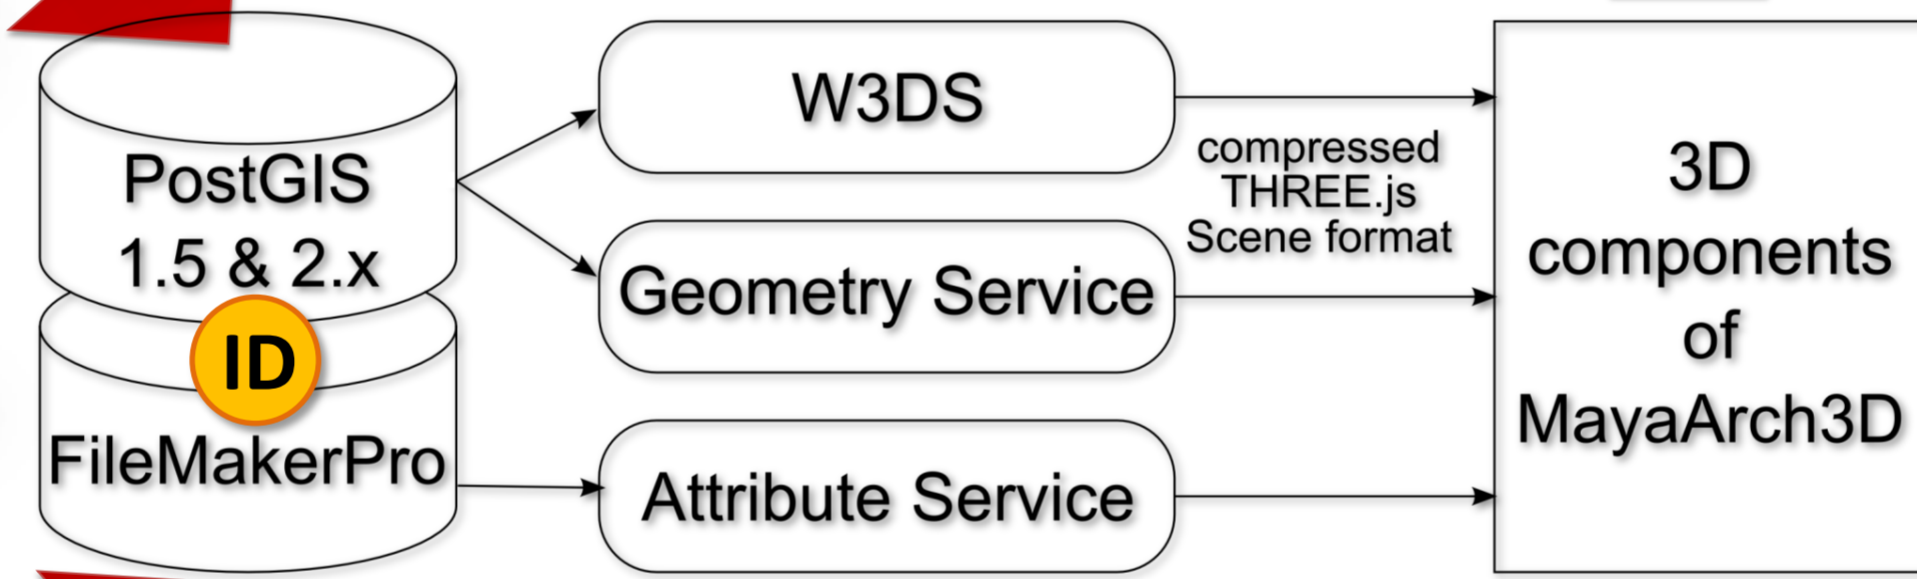 PostGIS
1.5 & 2.x
ID
FileMakerPro
W3DS
Geometry Service
Attribute Service
compressed
THREE.js
Scene format
3D
components
of
MayaArch3D